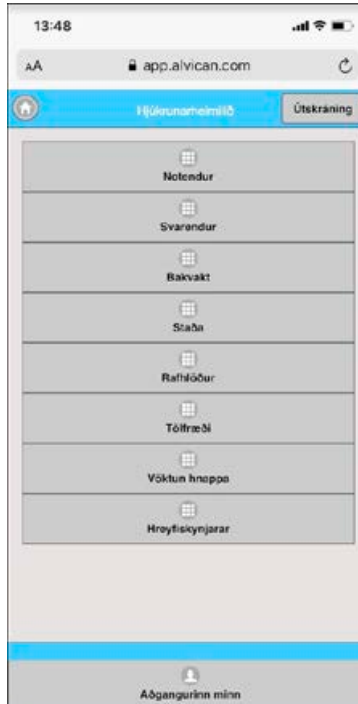 13:48
AA
app.alvican.com
Hjúkrunarheimilið
Útskráning
Notendur
Svarendur
Bakvakt
Staða
Rafhlöður
Tölfræði
Vöktun hnappa
Hreyfiskynjarar
Aðgangurinn minn